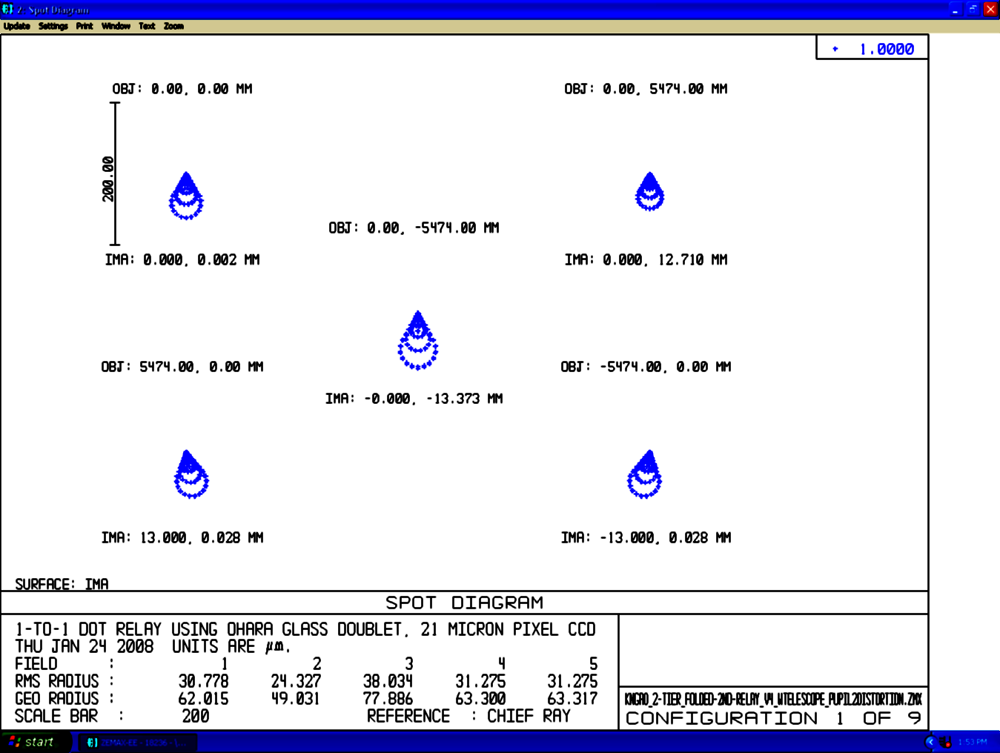 2: Spot Diagram
Update Settings Print Window Text Zoom
+ 1.0000
OBJ: 0.00, 0.00 MM
OBJ: 0.00, 5474.00 MM
200.00
OBJ: 0.00, -5474.00 MM
IMA: 0.000, 0.002 MM
IMA: 0.000, 12.710 MM
OBJ: 5474.00, 0.00 MM
OBJ: -5474.00, 0.00 MM
IMA: -0.000, -13.373 MM
IMA: 13.000, 0.028 MM
IMA: -13.000, 0.028 MM
SURFACE: IMA
SPOT DIAGRAM
1-TO-1 DOT RELAY USING OHARA GLASS DOUBLET, 21 MICRON PIXEL CCD
THU JAN 24 2008 UNITS ARE µm.
FIELD : 1 2 3 4 5
RMS RADIUS : 30.778 24.327 38.034 31.275 31.275
GEO RADIUS : 62.015 49.031 77.886 63.300 63.317
SCALE BAR : 200 REFERENCE : CHIEF RAY
KNGAO_2-TIER_FOLDED-2ND-RELAY_V4_WTELESCOPE_PUPIL2DISTORTION.ZMX
CONFIGURATION 1 OF 9
start
1:53 PM